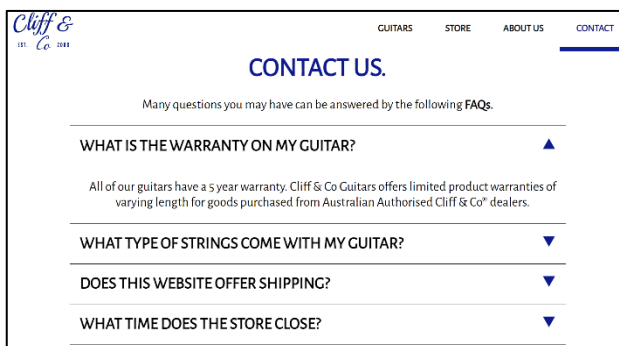 Cliff &
EST. Co 2000
GUITARS STORE ABOUT US CONTACT
CONTACT US.
Many questions you may have can be answered by the following FAQs.
WHAT IS THE WARRANTY ON MY GUITAR?
All of our guitars have a 5 year warranty. Cliff & Co Guitars offers limited product warranties of
varying length for goods purchased from Australian Authorised Cliff & Co® dealers.
WHAT TYPE OF STRINGS COME WITH MY GUITAR?
DOES THIS WEBSITE OFFER SHIPPING?
WHAT TIME DOES THE STORE CLOSE?